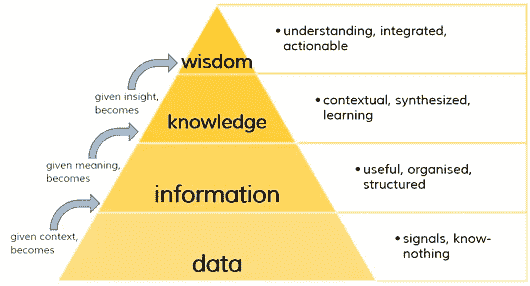 • understanding, integrated,
actionable
wisdom
given insight,
becomes
• contextual, synthesized,
learning
knowledge
given meaning,
becomes
• useful, organised,
structured
information
given context,
becomes
• signals, know-
nothing
data